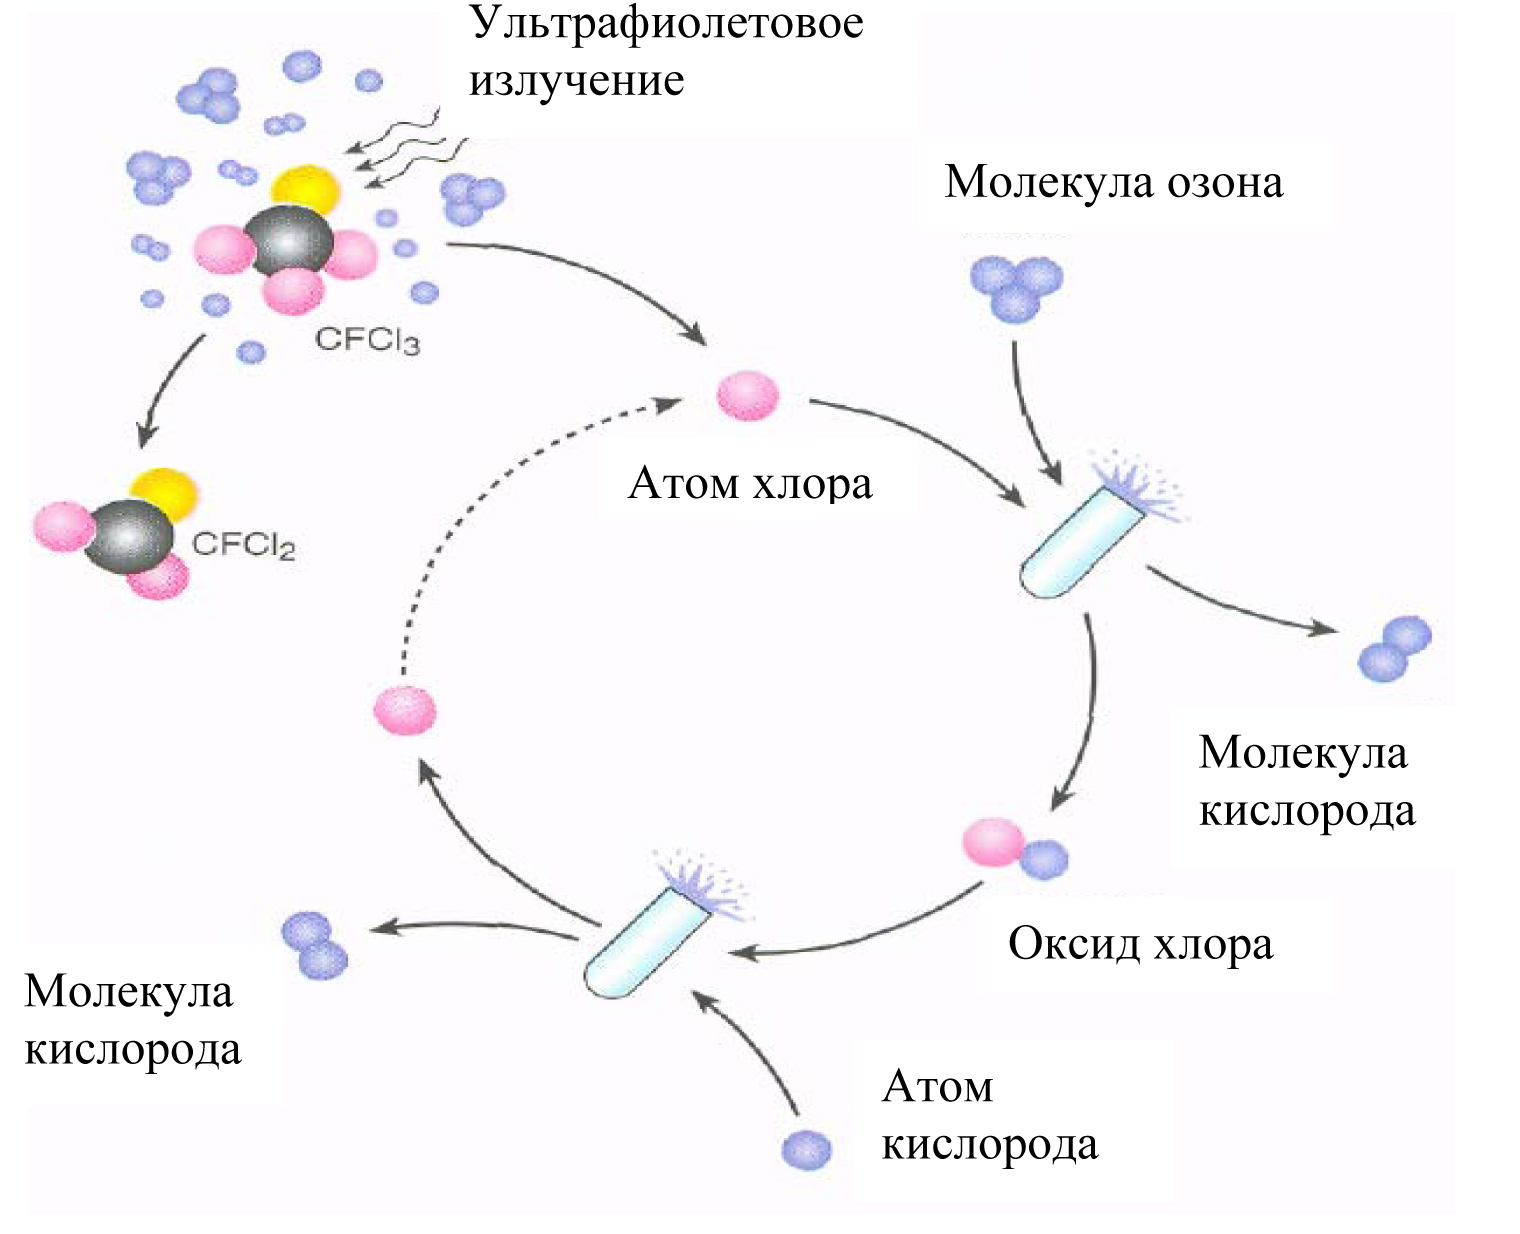 Ультрафиолетовое
излучение
Молекула озона
CFCl₃
Атом хлора
CFCl₂
Молекула
кислорода
Оксид хлора
Молекула
кислорода
Атом
кислорода